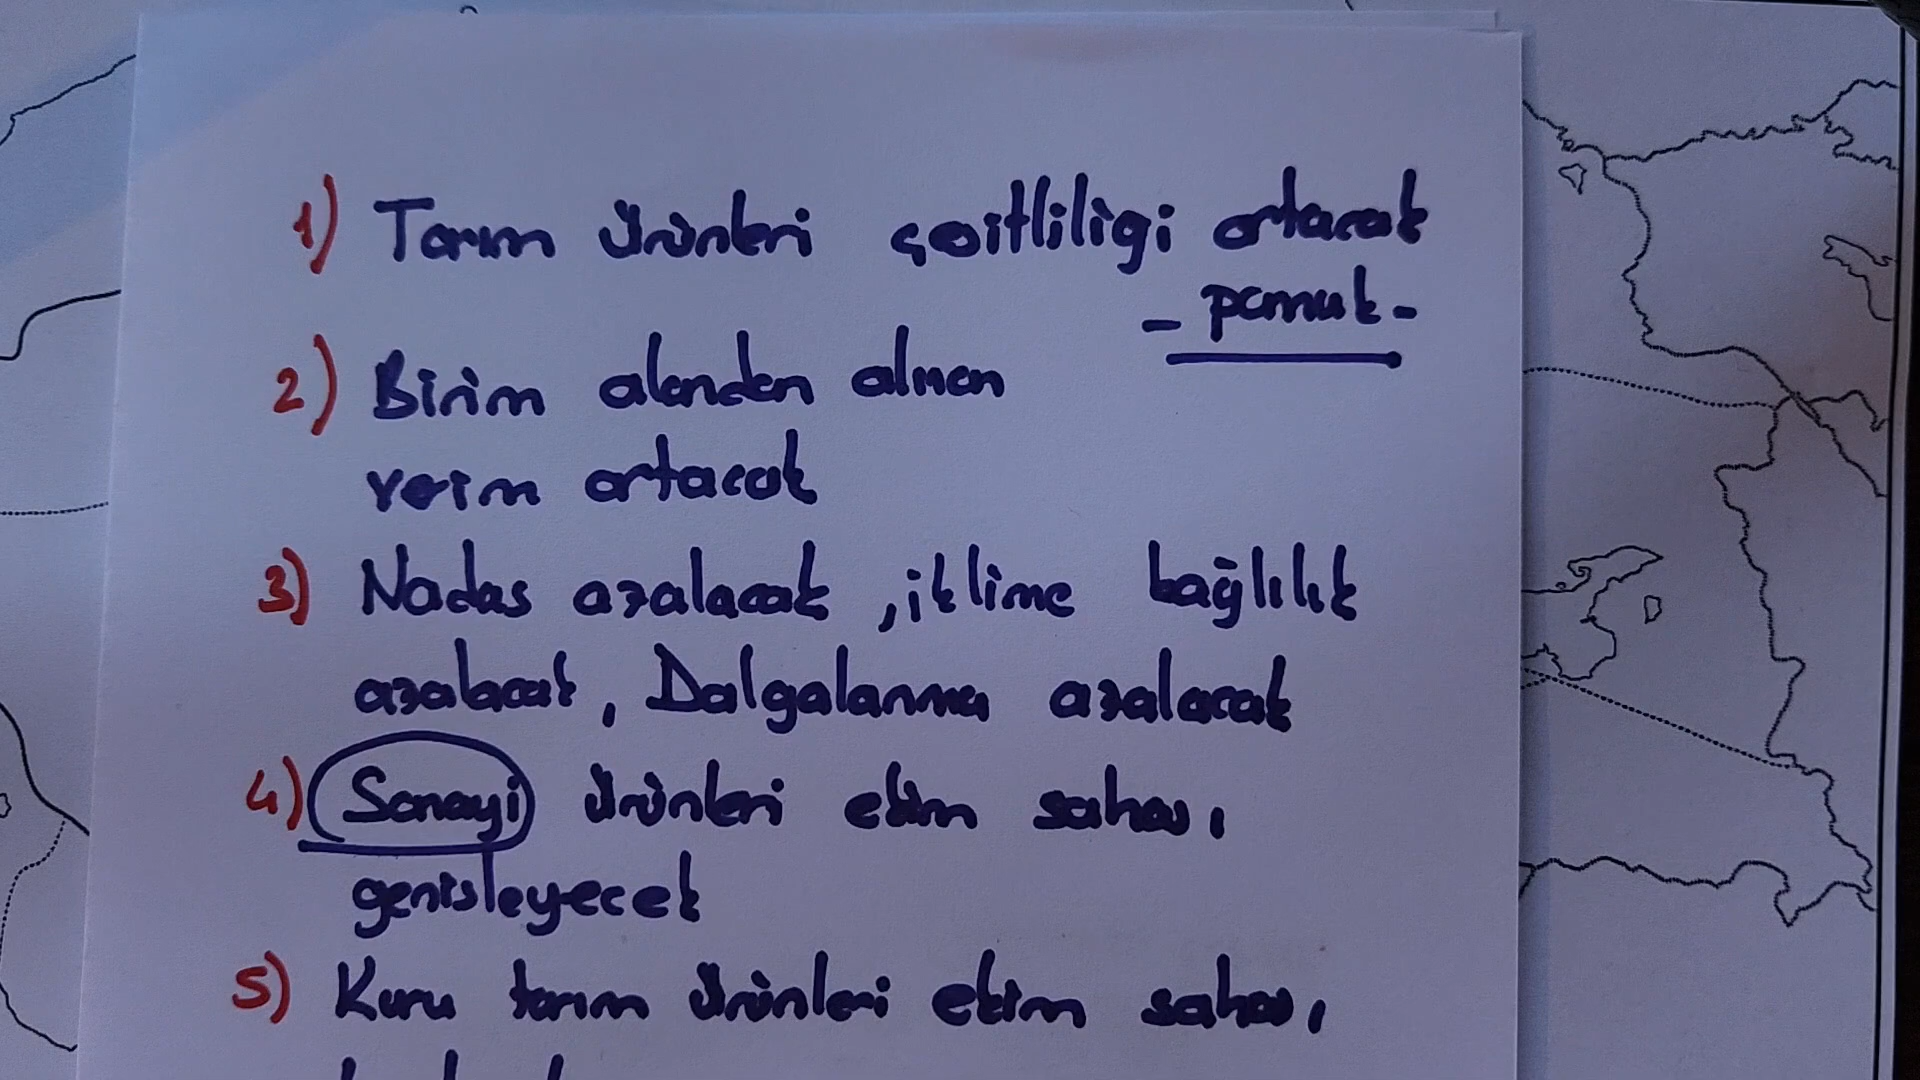 1) Tarım ürünleri çeşitliliği artacak
- pamuk -
2) Birim alandan alınan
verim artacak
3) Nadas azalacak, iklime bağlılık
azalacak, Dalgalanma azalacak
4) Sanayi ürünleri ekim sahası
genişleyecek
5) Kuru tarım ürünleri ekim sahası